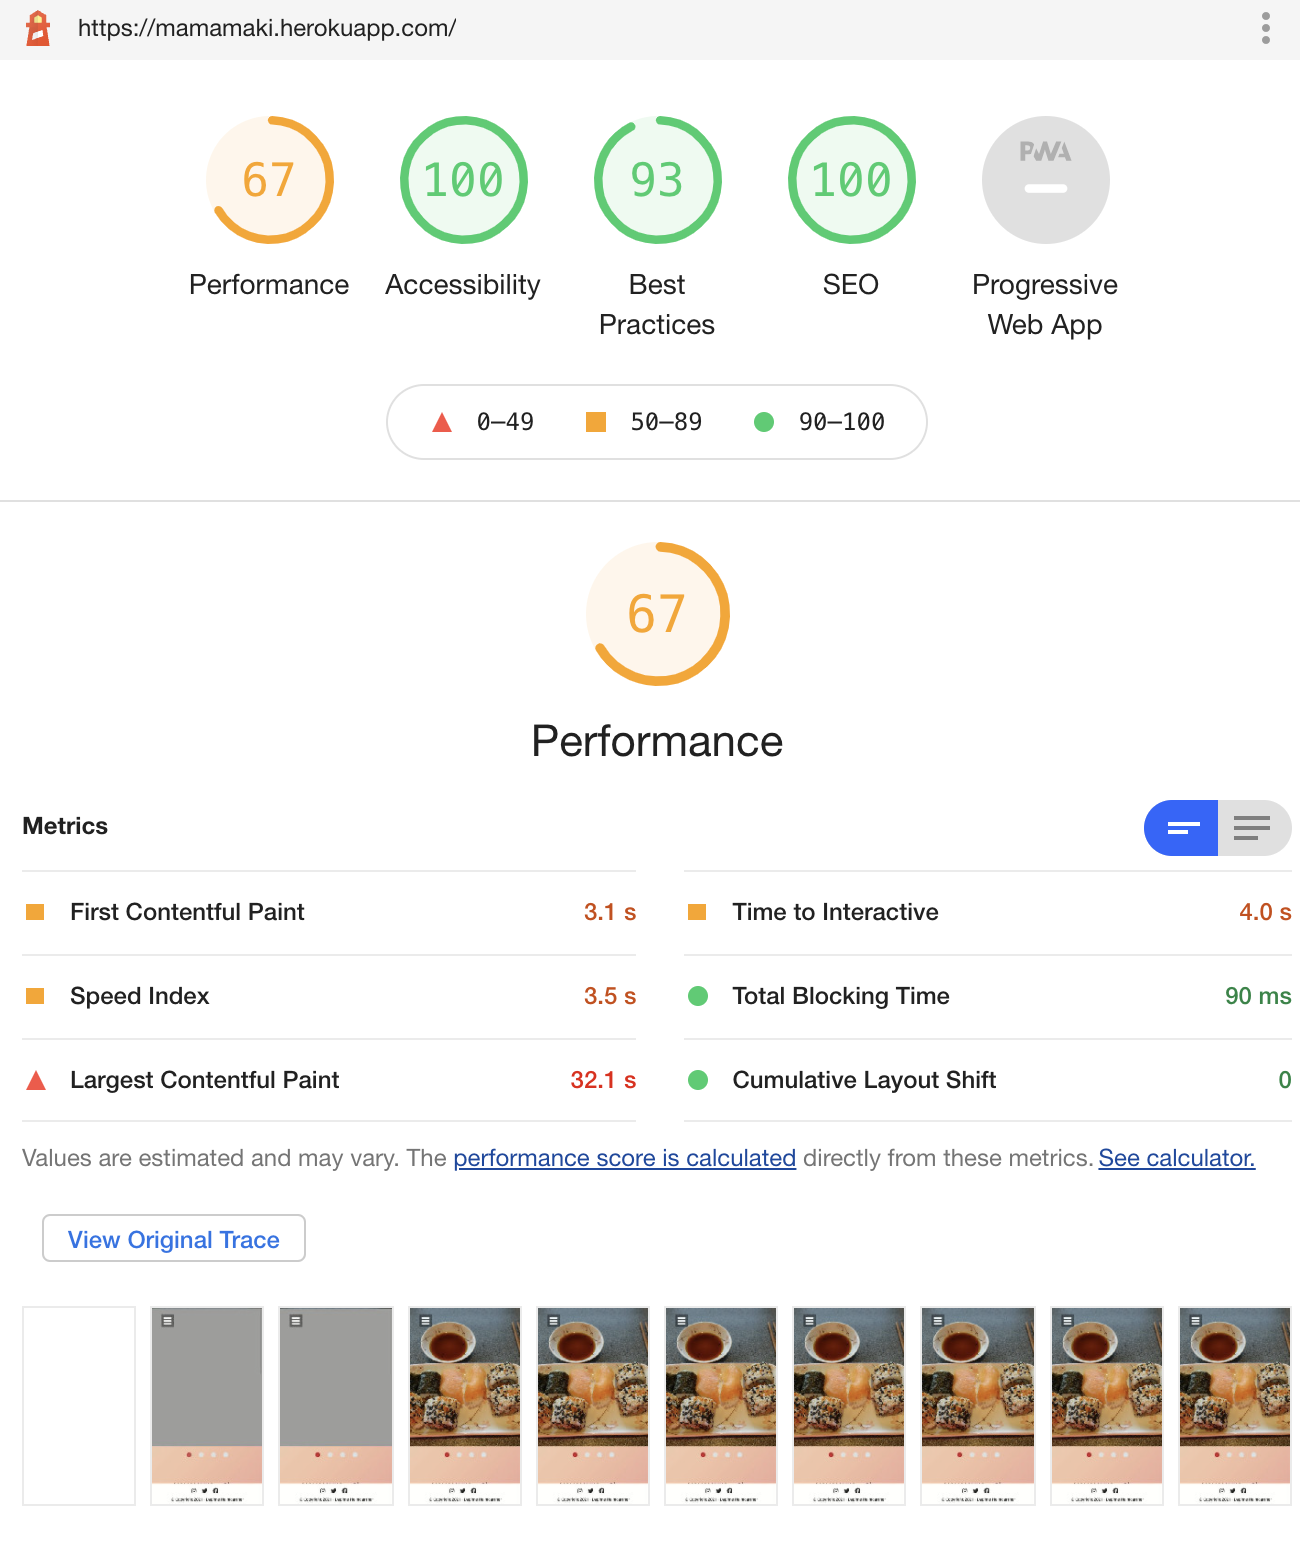 https://mamamaki.herokuapp.com/
67
100
93
100
PWA
Performance
Accessibility
Best
Practices
SEO
Progressive
Web App
0–49
50–89
90–100
67
Performance
Metrics
First Contentful Paint
3.1 s
Time to Interactive
4.0 s
Speed Index
3.5 s
Total Blocking Time
90 ms
Largest Contentful Paint
32.1 s
Cumulative Layout Shift
0
Values are estimated and may vary. The performance score is calculated directly from these metrics. See calculator.
View Original Trace